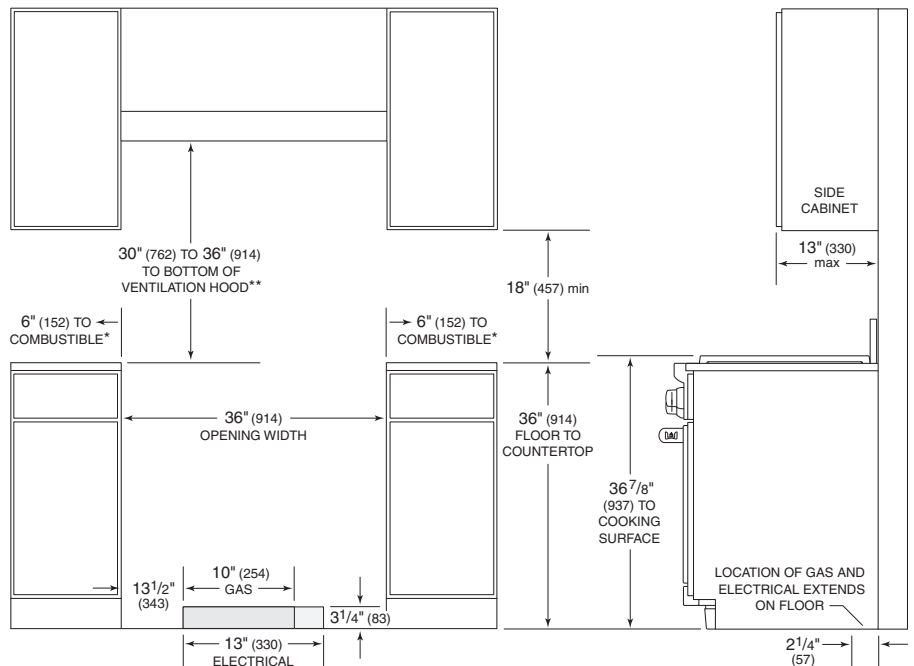 SIDE
CABINET
13" (330)
max
30" (762) TO 36" (914)
TO BOTTOM OF
VENTILATION HOOD**
18" (457) min
6" (152) TO
COMBUSTIBLE*
6" (152) TO
COMBUSTIBLE*
36" (914)
OPENING WIDTH
36" (914)
FLOOR TO
COUNTERTOP
36 7/8"
(937) TO
COOKING
SURFACE
13 1/2"
(343)
10" (254)
GAS
3 1/4" (83)
13" (330)
ELECTRICAL
LOCATION OF GAS AND
ELECTRICAL EXTENDS
ON FLOOR
2 1/4"
(57)